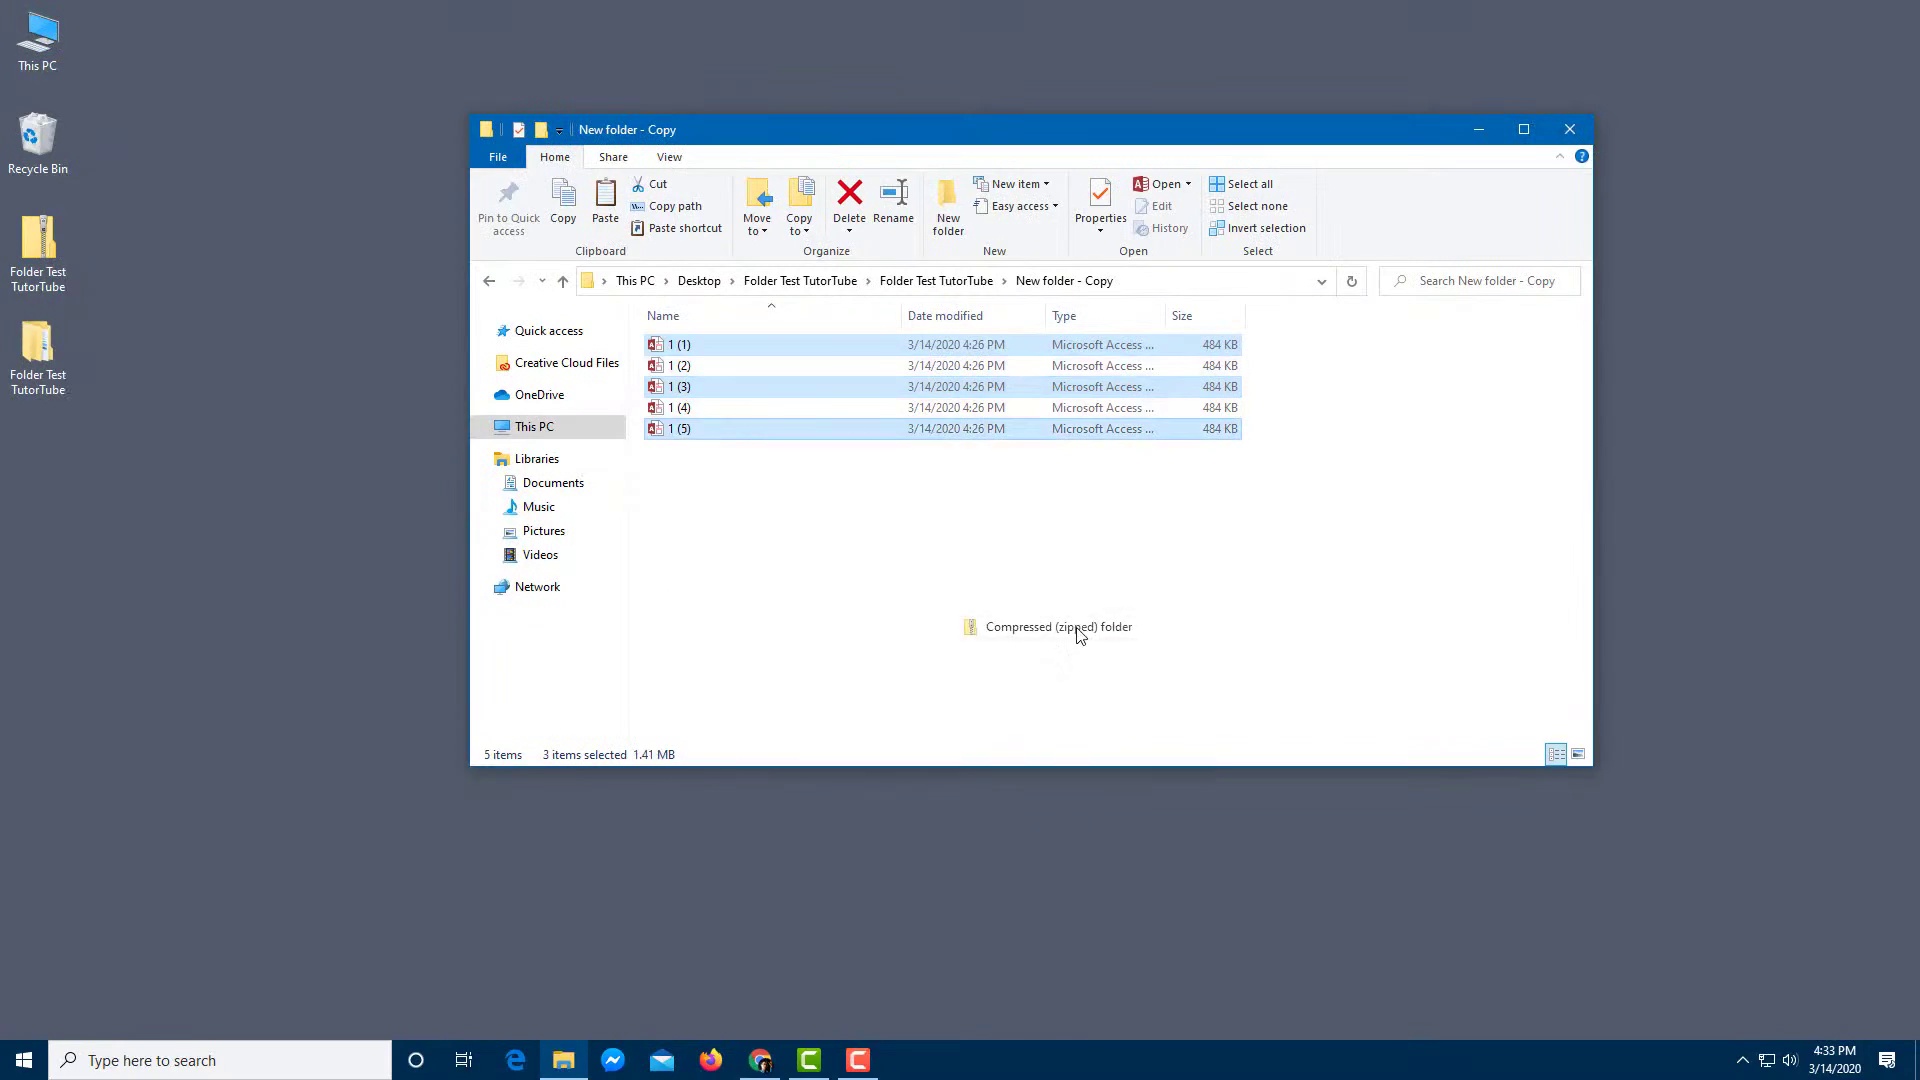 This PC
Recycle Bin
Folder Test
TutorTube
Folder Test
TutorTube
New folder - Copy
File Home Share View
Pin to Quick
access
Copy
Paste
Cut
Copy path
Paste shortcut
Clipboard
Move
to
Copy
to
Delete
Rename
Organize
New
folder
New item
Easy access
New
Properties
Open
Edit
History
Open
Select all
Select none
Invert selection
Select
This PC > Desktop > Folder Test TutorTube > Folder Test TutorTube > New folder - Copy
Search New folder - Copy
Quick access
Creative Cloud Files
OneDrive
This PC
Libraries
Documents
Music
Pictures
Videos
Network
Name Date modified Type Size
1 (1) 3/14/2020 4:26 PM Microsoft Access ... 484 KB
1 (2) 3/14/2020 4:26 PM Microsoft Access ... 484 KB
1 (3) 3/14/2020 4:26 PM Microsoft Access ... 484 KB
1 (4) 3/14/2020 4:26 PM Microsoft Access ... 484 KB
1 (5) 3/14/2020 4:26 PM Microsoft Access ... 484 KB
Compressed (zipped) folder
5 items 3 items selected 1.41 MB
Type here to search
4:33 PM
3/14/2020